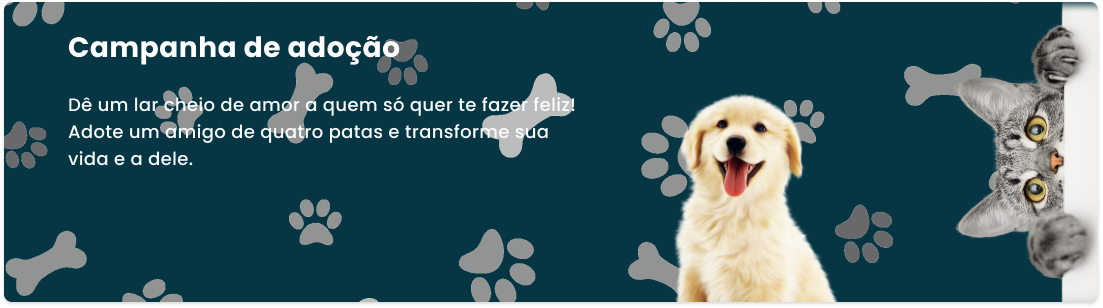 Campanha de adoção
Dê um lar cheio de amor a quem só quer te fazer feliz!
Adote um amigo de quatro patas e transforme sua
vida e a dele.